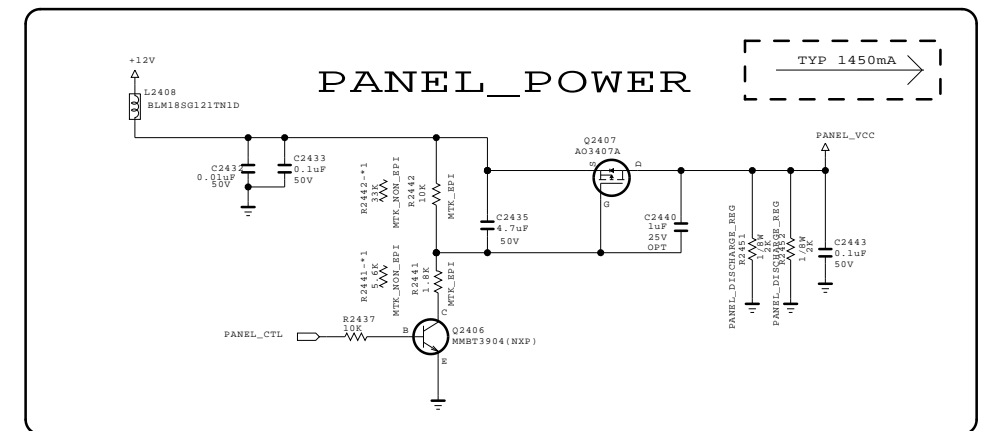 PANEL_POWER
TYP 1450mA
+12V
L2408
BLM18SG121TN1D
C2432
0.01uF
50V
C2433
0.1uF
50V
R2442-*1
33K
MTK_NON_EPI
R2442
10K
MTK_EPI
R2441-*1
5.6K
MTK_NON_EPI
R2441
1.8K
MTK_EPI
C2435
4.7uF
50V
Q2407
AO3407A
S
D
G
C2440
1uF
25V
OPT
PANEL_VCC
PANEL_DISCHARGE_REG
R2451
1/8W
2K
PANEL_DISCHARGE_REG
R2452
1/8W
2K
C2443
0.1uF
50V
PANEL_CTL
R2437
10K
B
C
E
Q2406
MMBT3904(NXP)